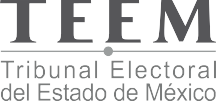 TEEM
Tribunal Electoral
del Estado de México